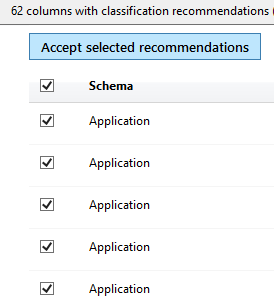 62 columns with classification recommendations (
Accept selected recommendations
Schema
Application
Application
Application
Application
Application